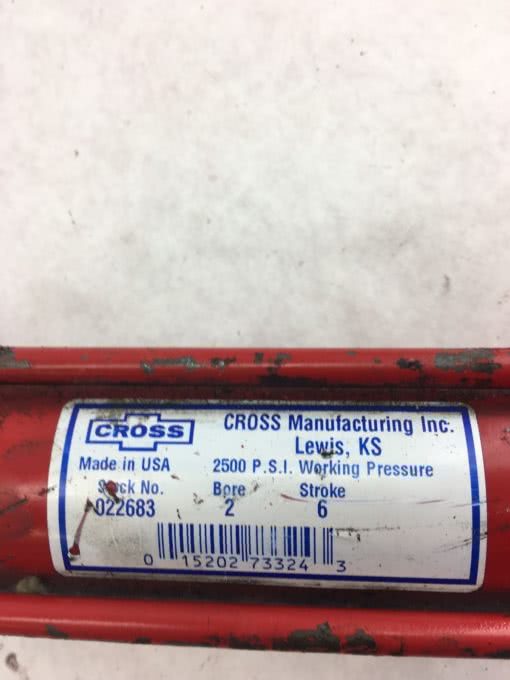 CROSS
CROSS Manufacturing Inc.
Lewis, KS
Made in USA
2500 P.S.I. Working Pressure
Stock No.
Bore
Stroke
022683
2
6
0 15202 73324 3